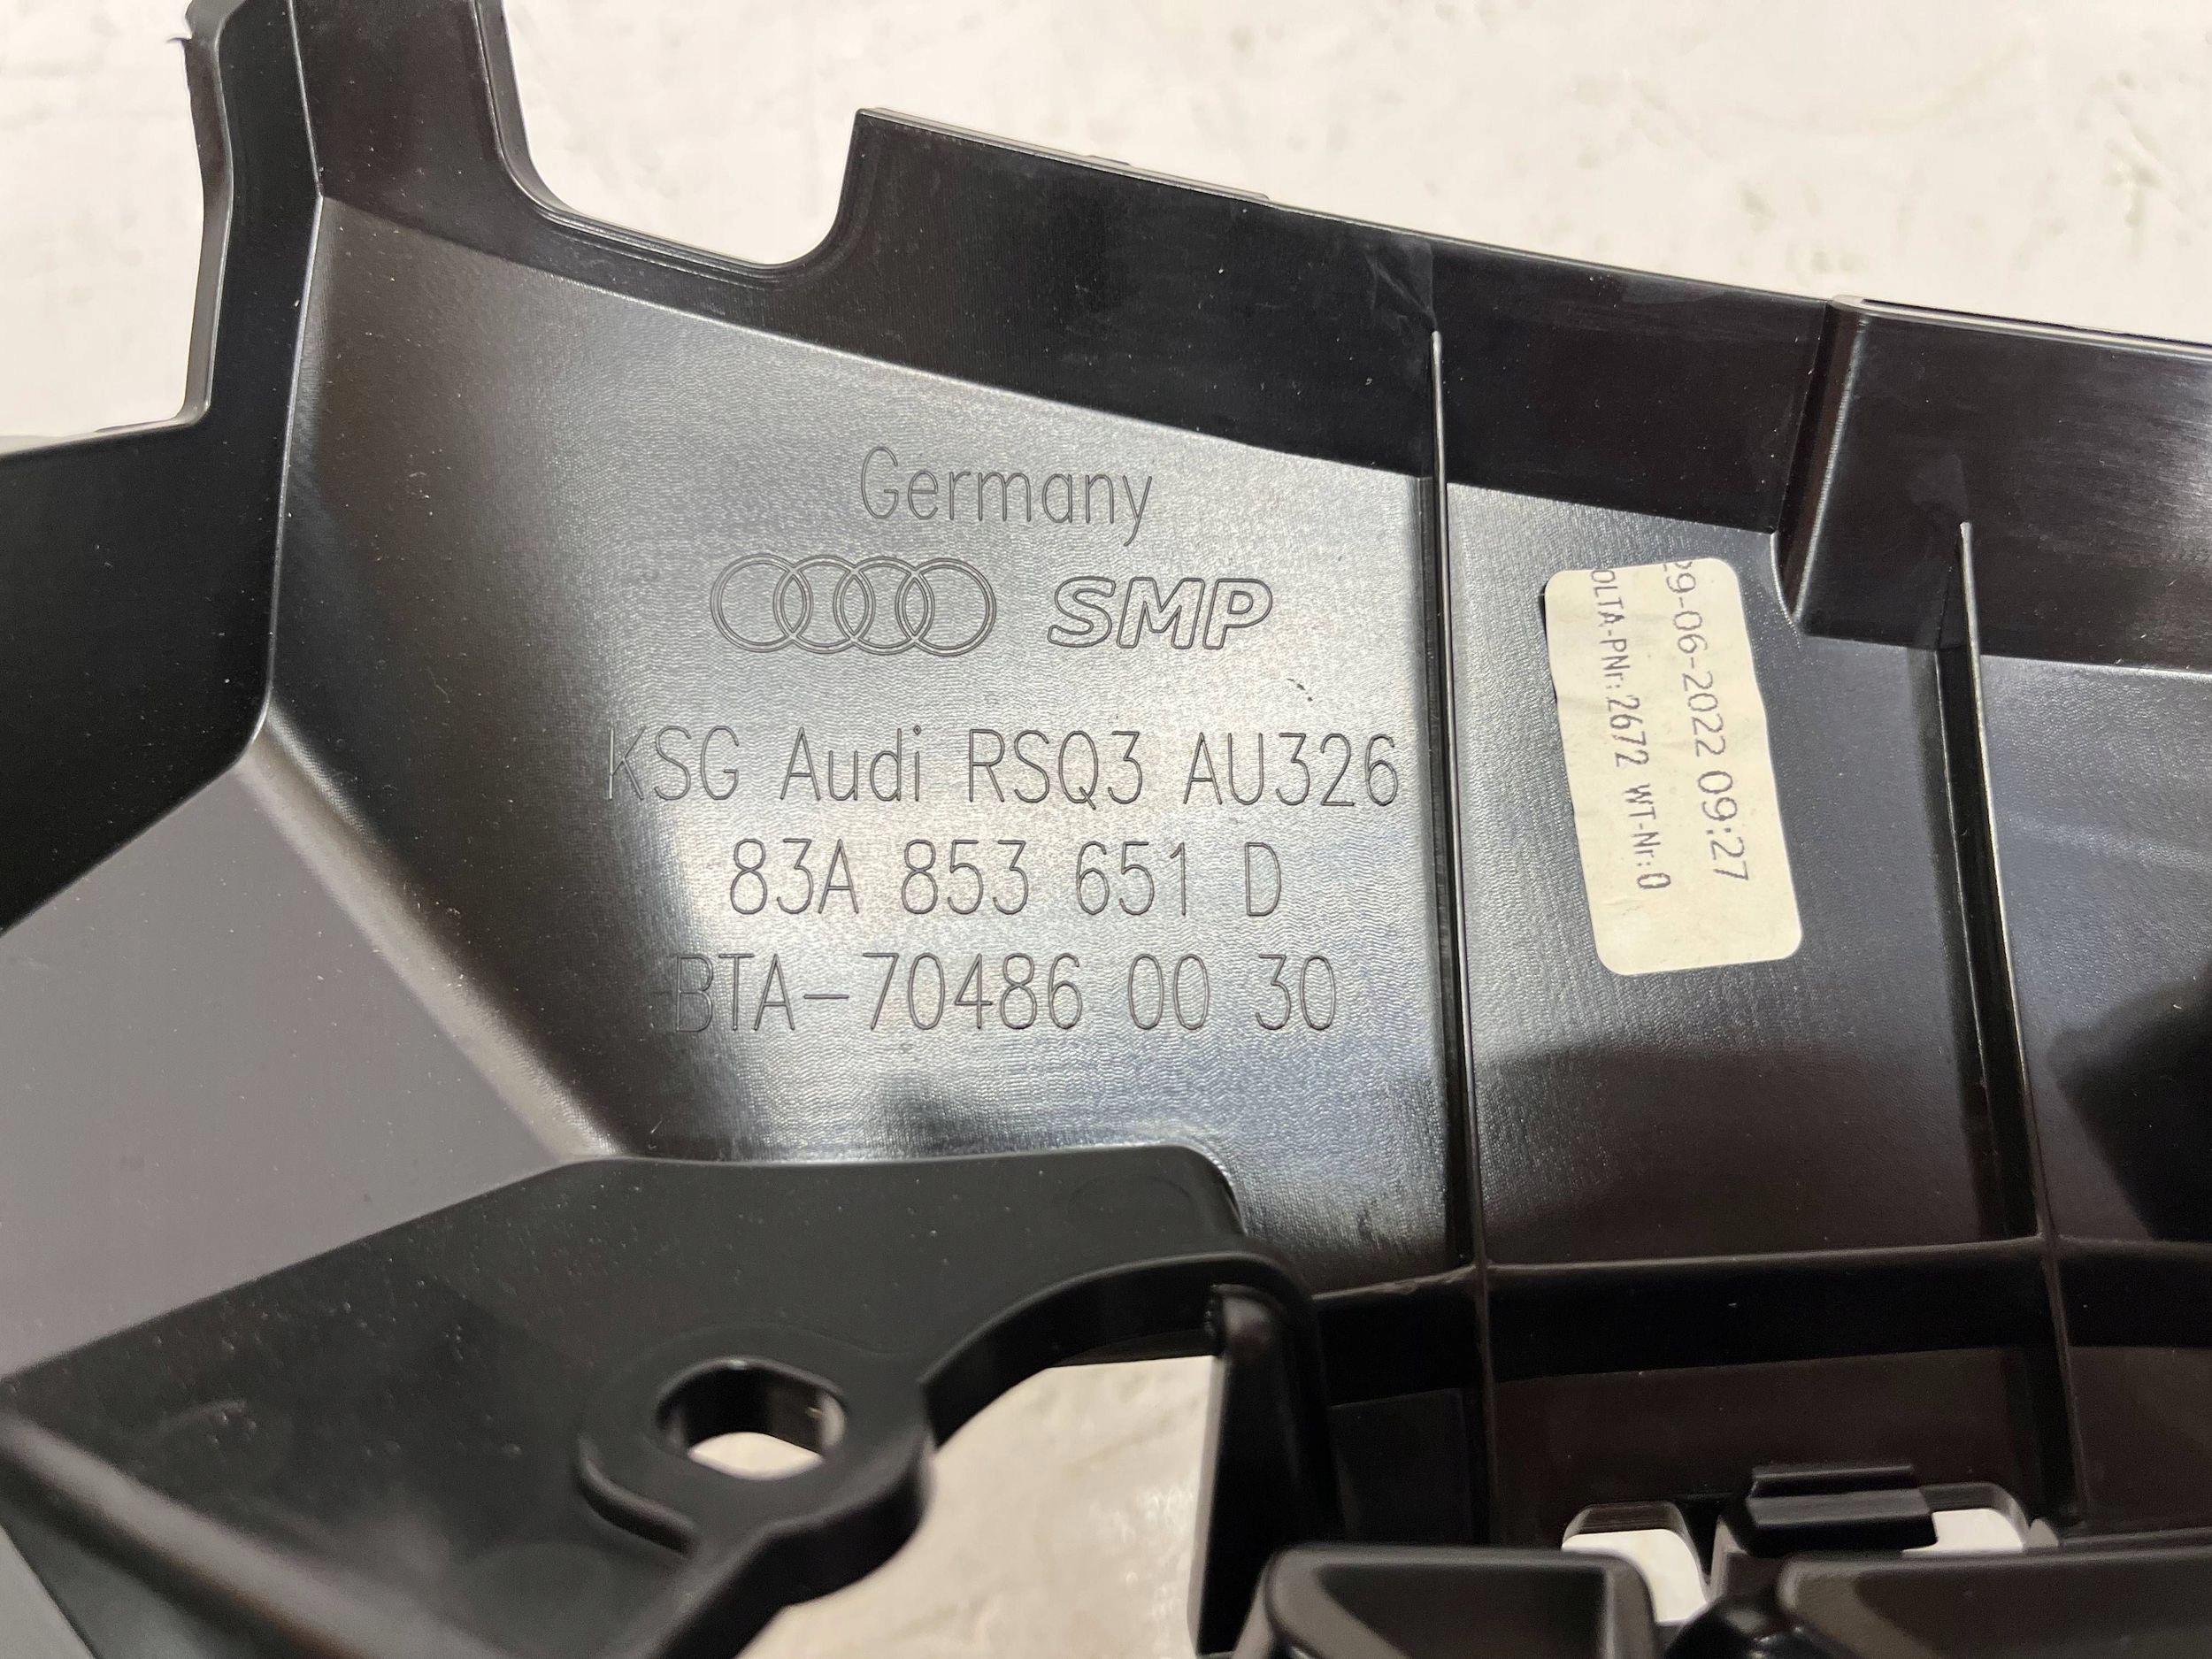 Germany
SMP
KSG Audi RSQ3 AU326
83A 853 651 D
BTA-70486 00 30
29-06-2022 09:27
OLTA-PNr:2672 WT-Nr:0